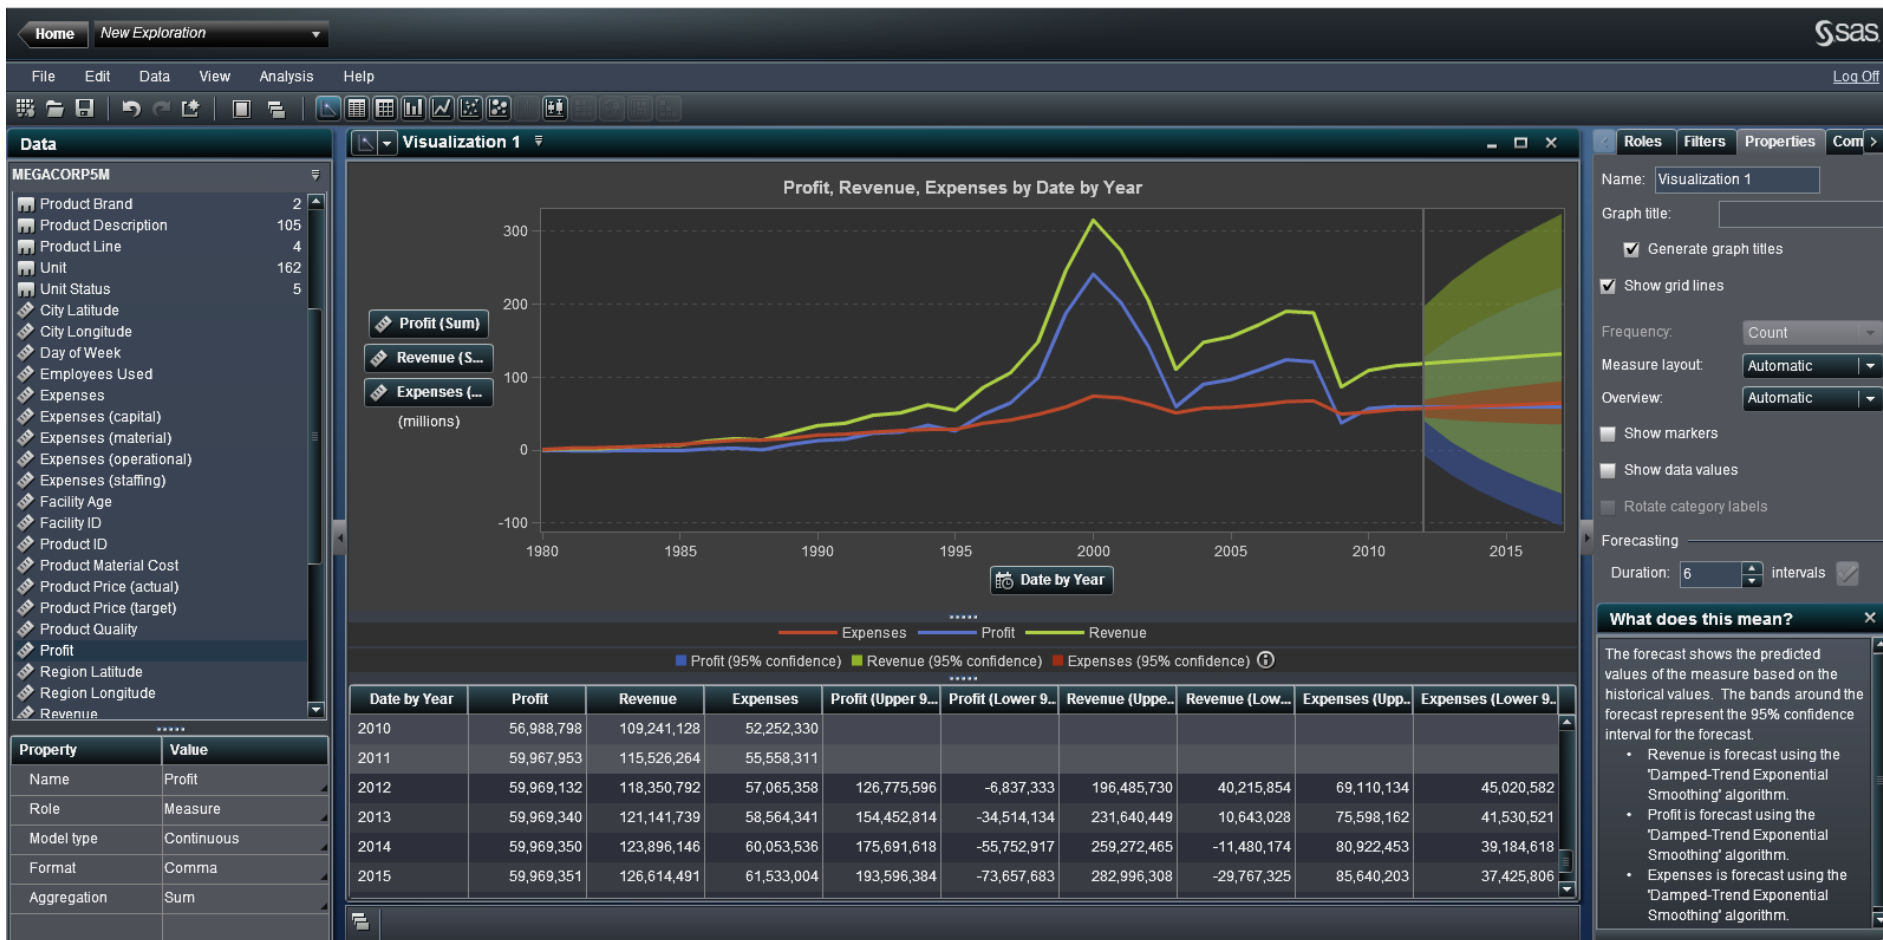 Home New Exploration
sas
File Edit Data View Analysis Help
Log Off
Data
MEGACORP5M
Product Brand 2
Product Description 105
Product Line 4
Unit 162
Unit Status 5
City Latitude
City Longitude
Day of Week
Employees Used
Expenses
Expenses (capital)
Expenses (material)
Expenses (operational)
Expenses (staffing)
Facility Age
Facility ID
Product ID
Product Material Cost
Product Price (actual)
Product Price (target)
Product Quality
Profit
Region Latitude
Region Longitude
Revenue
Property Value
Name Profit
Role Measure
Model type Continuous
Format Comma
Aggregation Sum
Visualization 1
Profit, Revenue, Expenses by Date by Year
Profit (Sum)
Revenue (S...
Expenses (...
(millions)
300
200
100
0
-100
1980 1985 1990 1995 2000 2005 2010 2015
Date by Year
Expenses Profit Revenue
Profit (95% confidence) Revenue (95% confidence) Expenses (95% confidence)
Date by Year Profit Revenue Expenses Profit (Upper 9... Profit (Lower 9... Revenue (Uppe... Revenue (Low... Expenses (Upp... Expenses (Lower 9...
2010 56,988,798 109,241,128 52,252,330
2011 59,967,953 115,526,264 55,558,311
2012 59,969,132 118,350,792 57,065,358 126,775,596 -6,837,333 196,485,730 40,215,854 69,110,134 45,020,582
2013 59,969,340 121,141,739 58,564,341 154,452,814 -34,514,134 231,640,449 10,643,028 75,598,162 41,530,521
2014 59,969,350 123,896,146 60,053,536 175,691,618 -55,752,917 259,272,465 -11,480,174 80,922,453 39,184,618
2015 59,969,351 126,614,491 61,533,004 193,596,384 -73,657,683 282,996,308 -29,767,325 85,640,203 37,425,806
Roles Filters Properties Com
Name: Visualization 1
Graph title:
Generate graph titles
Show grid lines
Frequency: Count
Measure layout: Automatic
Overview: Automatic
Show markers
Show data values
Rotate category labels
Forecasting
Duration: 6 intervals
What does this mean?
The forecast shows the predicted
values of the measure based on the
historical values. The bands around the
forecast represent the 95% confidence
interval for the forecast.
• Revenue is forecast using the
'Damped-Trend Exponential
Smoothing' algorithm.
• Profit is forecast using the
'Damped-Trend Exponential
Smoothing' algorithm.
• Expenses is forecast using the
'Damped-Trend Exponential
Smoothing' algorithm.